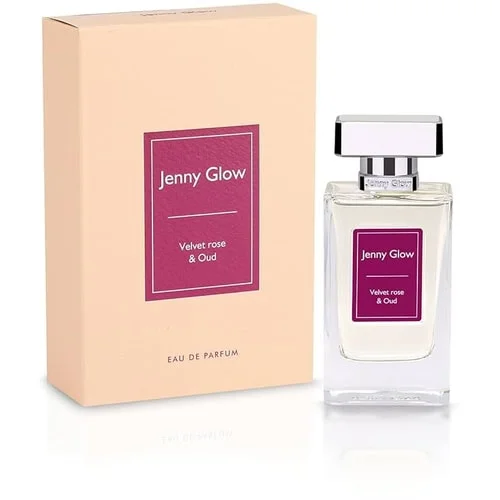 Jenny Glow
Velvet rose
& Oud
EAU DE PARFUM
Jenny Glow
Jenny Glow
Velvet rose
& Oud